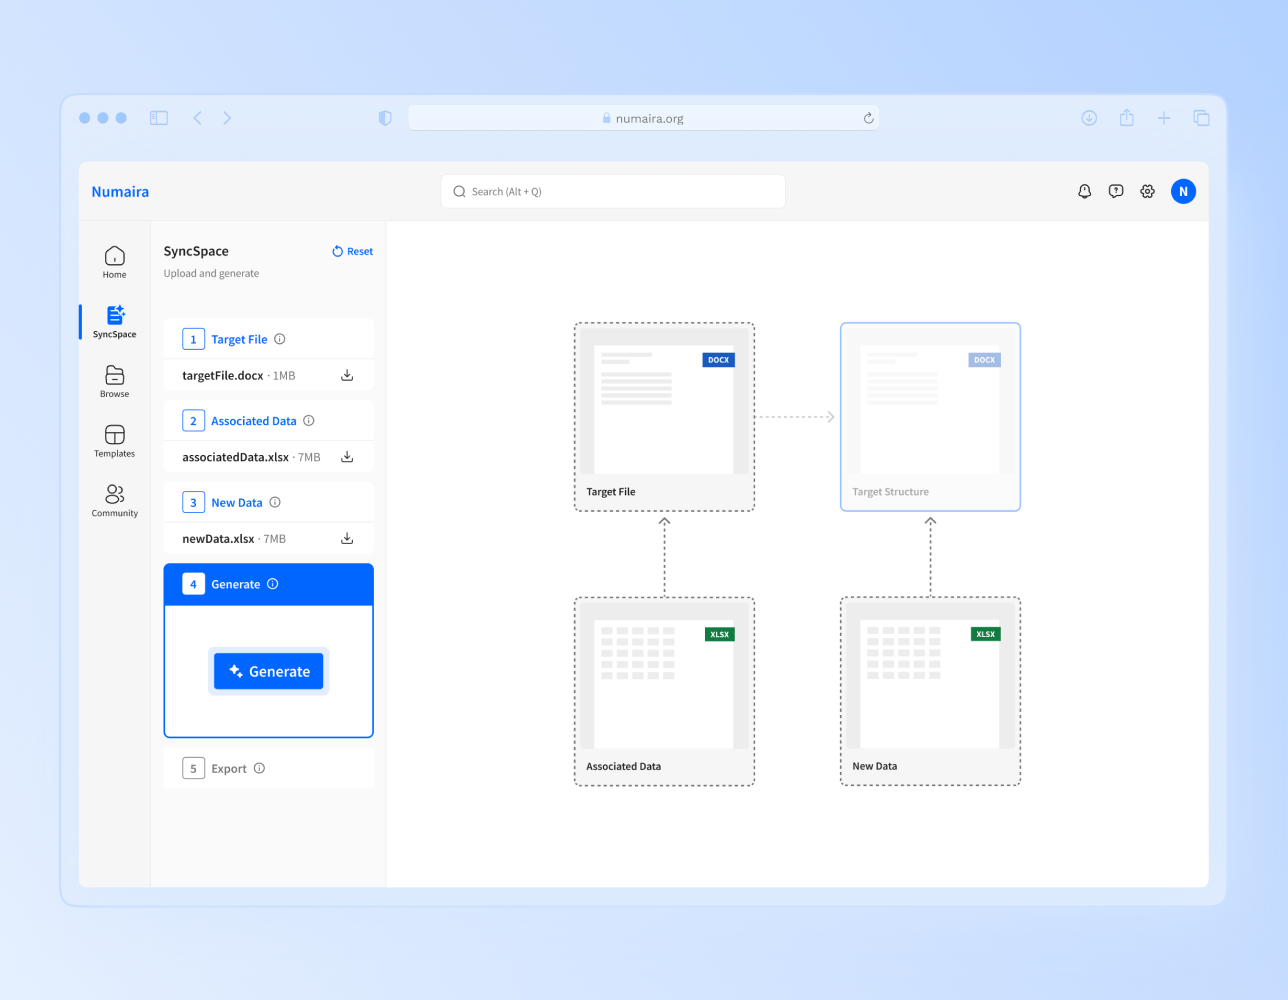 numaira.org
Numaira
Search (Alt + Q)
N
Home
SyncSpace
Browse
Templates
Community
SyncSpace
Reset
Upload and generate
1 Target File
targetFile.docx · 1MB
2 Associated Data
associatedData.xlsx · 7MB
3 New Data
newData.xlsx · 7MB
4 Generate
Generate
5 Export
DOCX
Target File
DOCX
Target Structure
XLSX
Associated Data
XLSX
New Data